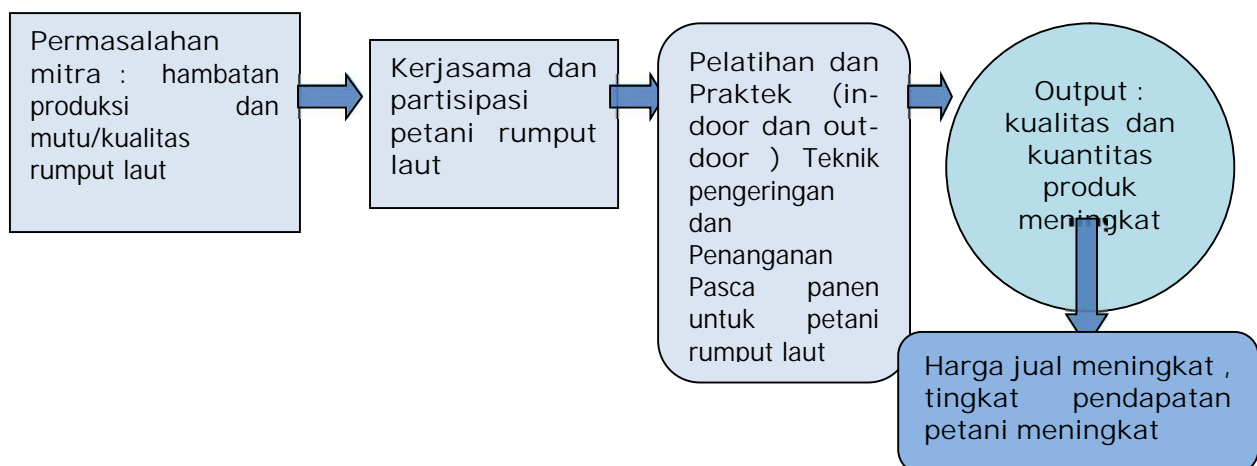 Permasalahan
mitra : hambatan
produksi dan
mutu/kualitas
rumput laut
Kerjasama dan
partisipasi
petani rumput
laut
Pelatihan dan
Praktek (in-
door dan out-
door ) Teknik
pengeringan
dan
Penanganan
Pasca panen
untuk petani
rumput laut
Output :
kualitas dan
kuantitas
produk
meningkat
Harga jual meningkat ,
tingkat pendapatan
petani meningkat